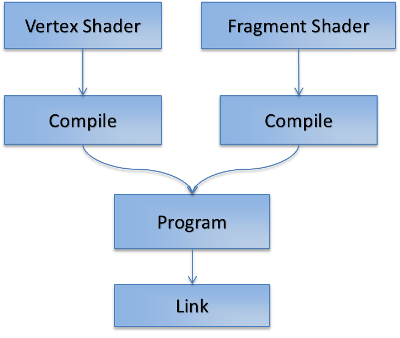 Vertex Shader
Fragment Shader
Compile
Compile
Program
Link